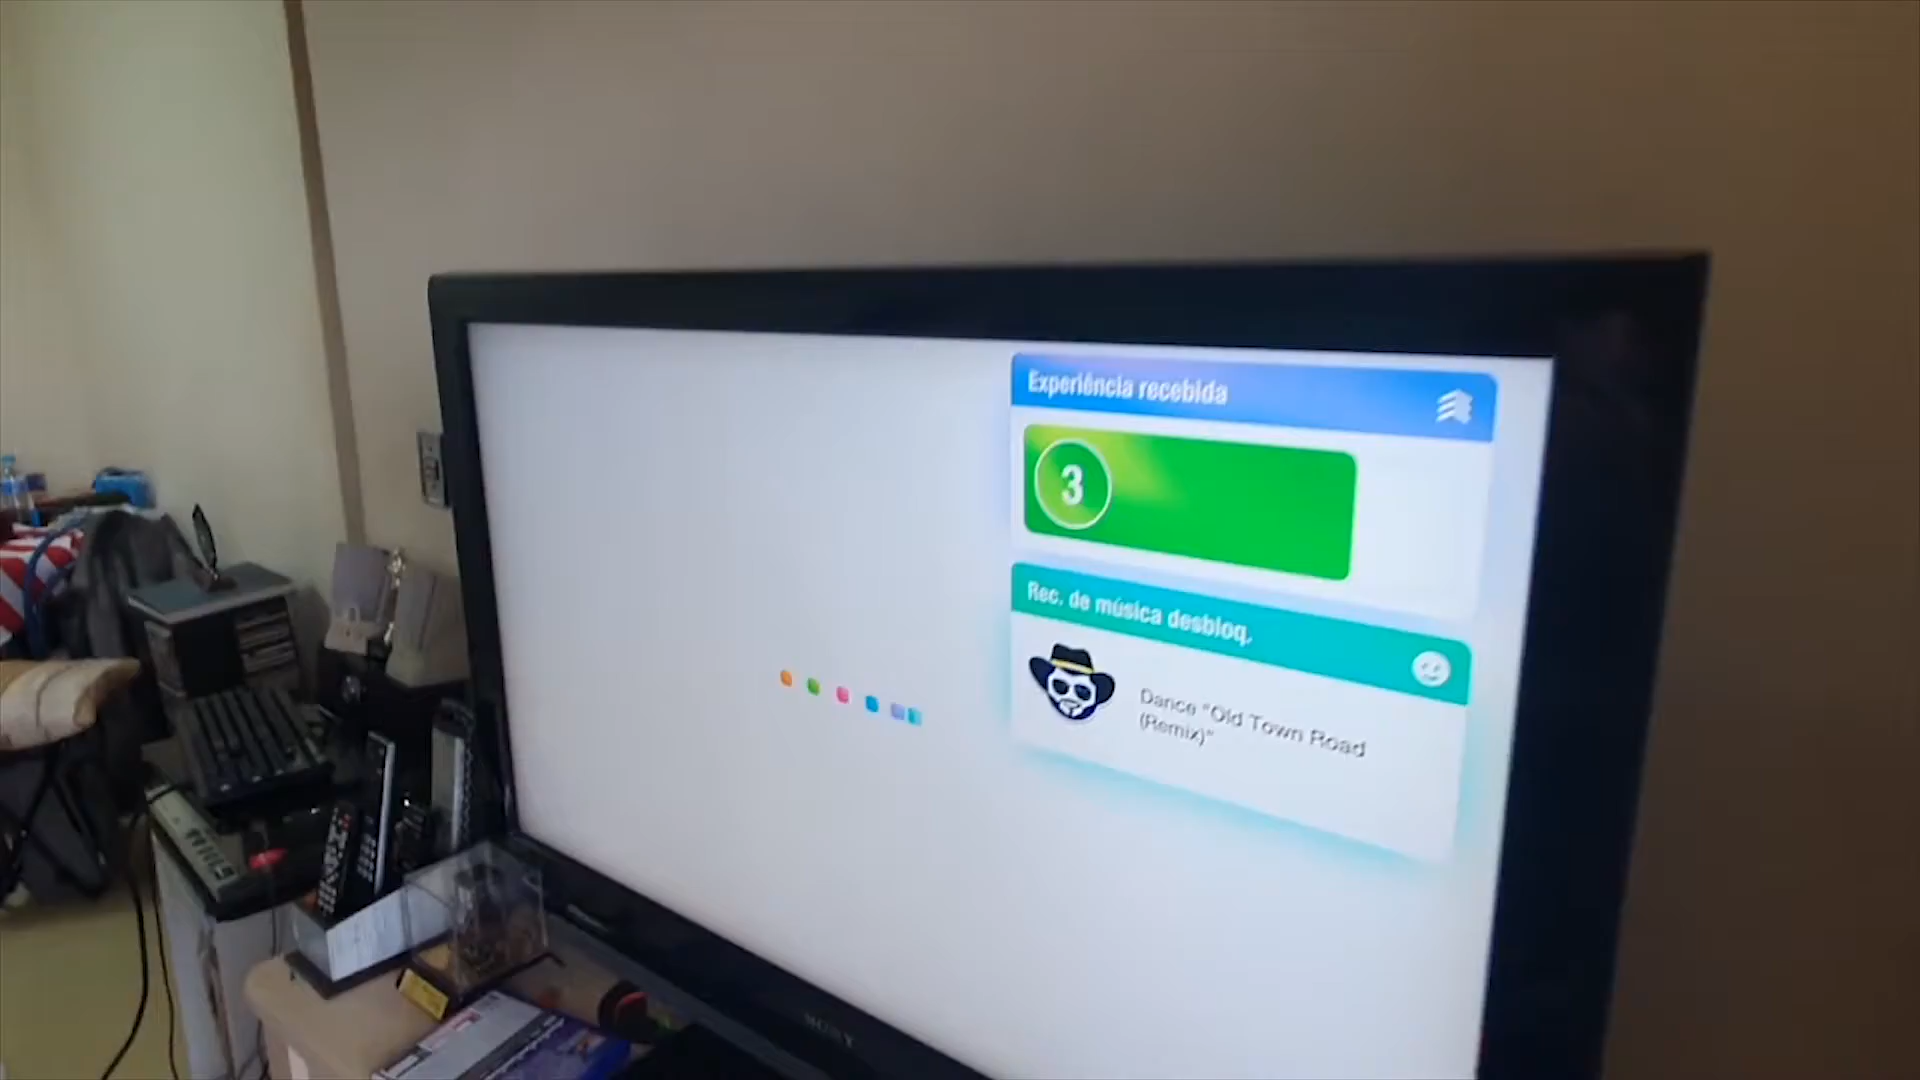 Experiência recebida
3
Rec. de música desbloq.
Dance "Old Town Road
(Remix)"
SONY